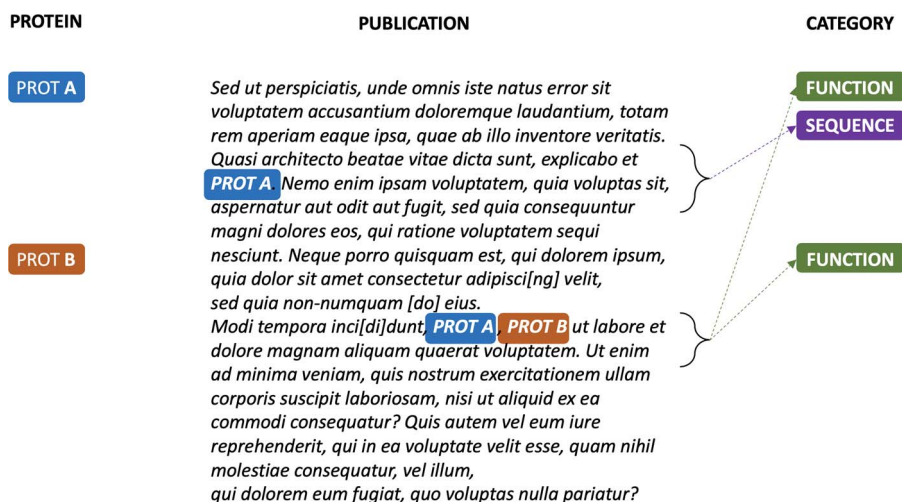 PROTEIN PUBLICATION CATEGORY
PROT A
Sed ut perspiciatis, unde omnis iste natus error sit
voluptatem accusantium doloremque laudantium, totam
rem aperiam eaque ipsa, quae ab illo inventore veritatis.
Quasi architecto beatae vitae dicta sunt, explicabo et
PROT A. Nemo enim ipsam voluptatem, quia voluptas sit,
aspernatur aut odit aut fugit, sed quia consequuntur
magni dolores eos, qui ratione voluptatem sequi
nesciunt. Neque porro quisquam est, qui dolorem ipsum,
quia dolor sit amet consectetur adipisci[ng] velit,
sed quia non-numquam [do] eius.
Modi tempora inci[di]dunt, PROT A, PROT B ut labore et
dolore magnam aliquam quaerat voluptatem. Ut enim
ad minima veniam, quis nostrum exercitationem ullam
corporis suscipit laboriosam, nisi ut aliquid ex ea
commodi consequatur? Quis autem vel eum iure
reprehenderit, qui in ea voluptate velit esse, quam nihil
molestiae consequatur, vel illum,
qui dolorem eum fugiat, quo voluptas nulla pariatur?
FUNCTION
SEQUENCE
PROT B
FUNCTION